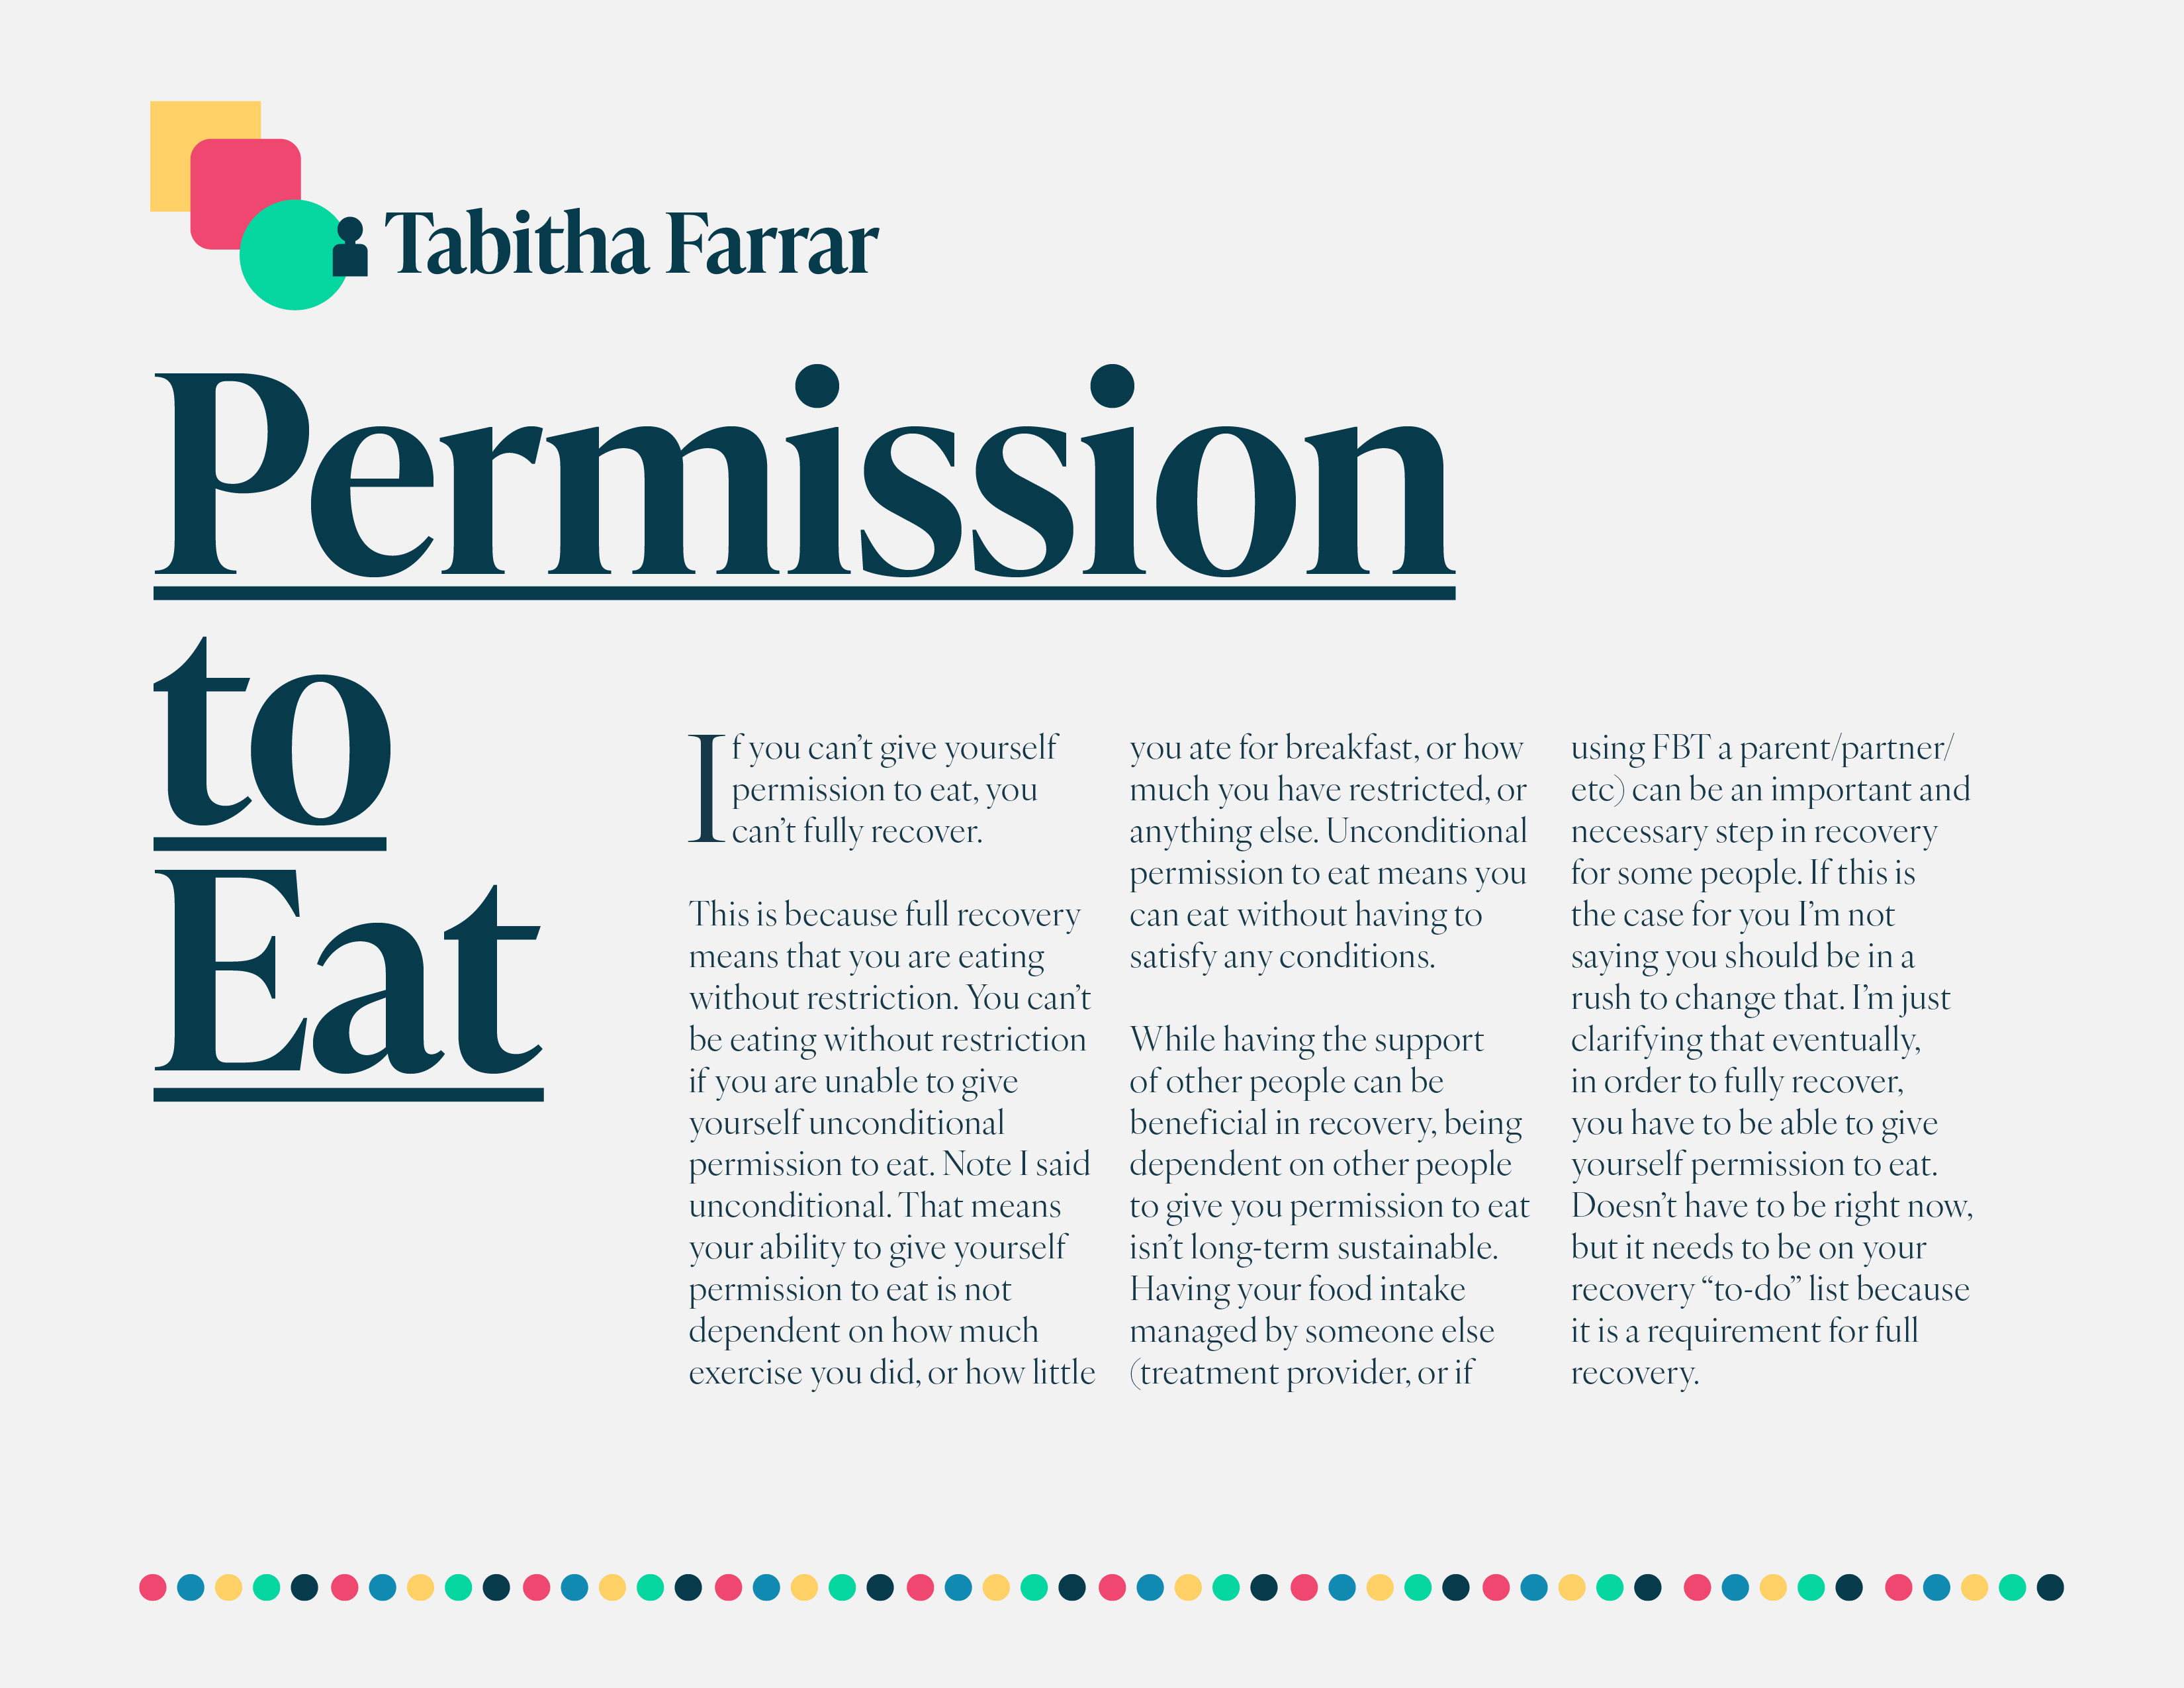 Tabitha Farrar
Permission
to
Eat
If you can’t give yourself
permission to eat, you
can’t fully recover.
This is because full recovery
means that you are eating
without restriction. You can’t
be eating without restriction
if you are unable to give
yourself unconditional
permission to eat. Note I said
unconditional. That means
your ability to give yourself
permission to eat is not
dependent on how much
exercise you did, or how little
you ate for breakfast, or how
much you have restricted, or
anything else. Unconditional
permission to eat means you
can eat without having to
satisfy any conditions.
While having the support
of other people can be
beneficial in recovery, being
dependent on other people
to give you permission to eat
isn’t long-term sustainable.
Having your food intake
managed by someone else
(treatment provider, or if
using FBT a parent/partner/
etc) can be an important and
necessary step in recovery
for some people. If this is
the case for you I’m not
saying you should be in a
rush to change that. I’m just
clarifying that eventually,
in order to fully recover,
you have to be able to give
yourself permission to eat.
Doesn’t have to be right now,
but it needs to be on your
recovery “to-do” list because
it is a requirement for full
recovery.